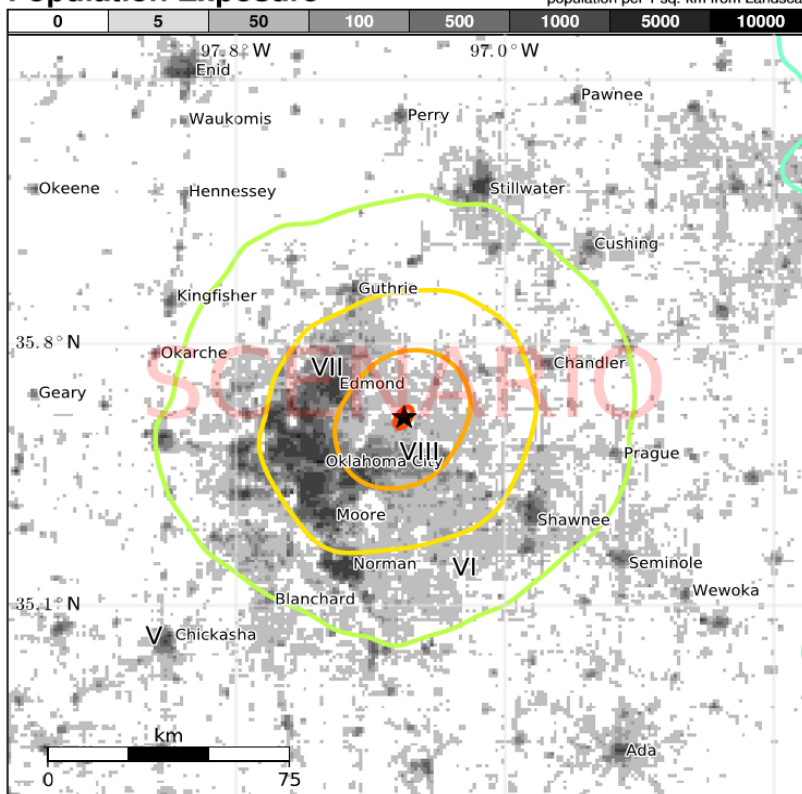 Population Exposure
population per 1 sq. km from Landsca
0 5 50 100 500 1000 5000 10000
97.8°W 97.0°W
Enid
Pawnee
Waukomis
Perry
Okeene
Hennessey
Stillwater
Cushing
Kingfisher
Guthrie
35.8°N
Okarche
SCENARIO
Chandler
VII
Edmond
Geary
VIII
Oklahoma City
Prague
Moore
Shawnee
Norman
VI
Seminole
Wewoka
Blanchard
35.1°N
V
Chickasha
km
Ada
0 75